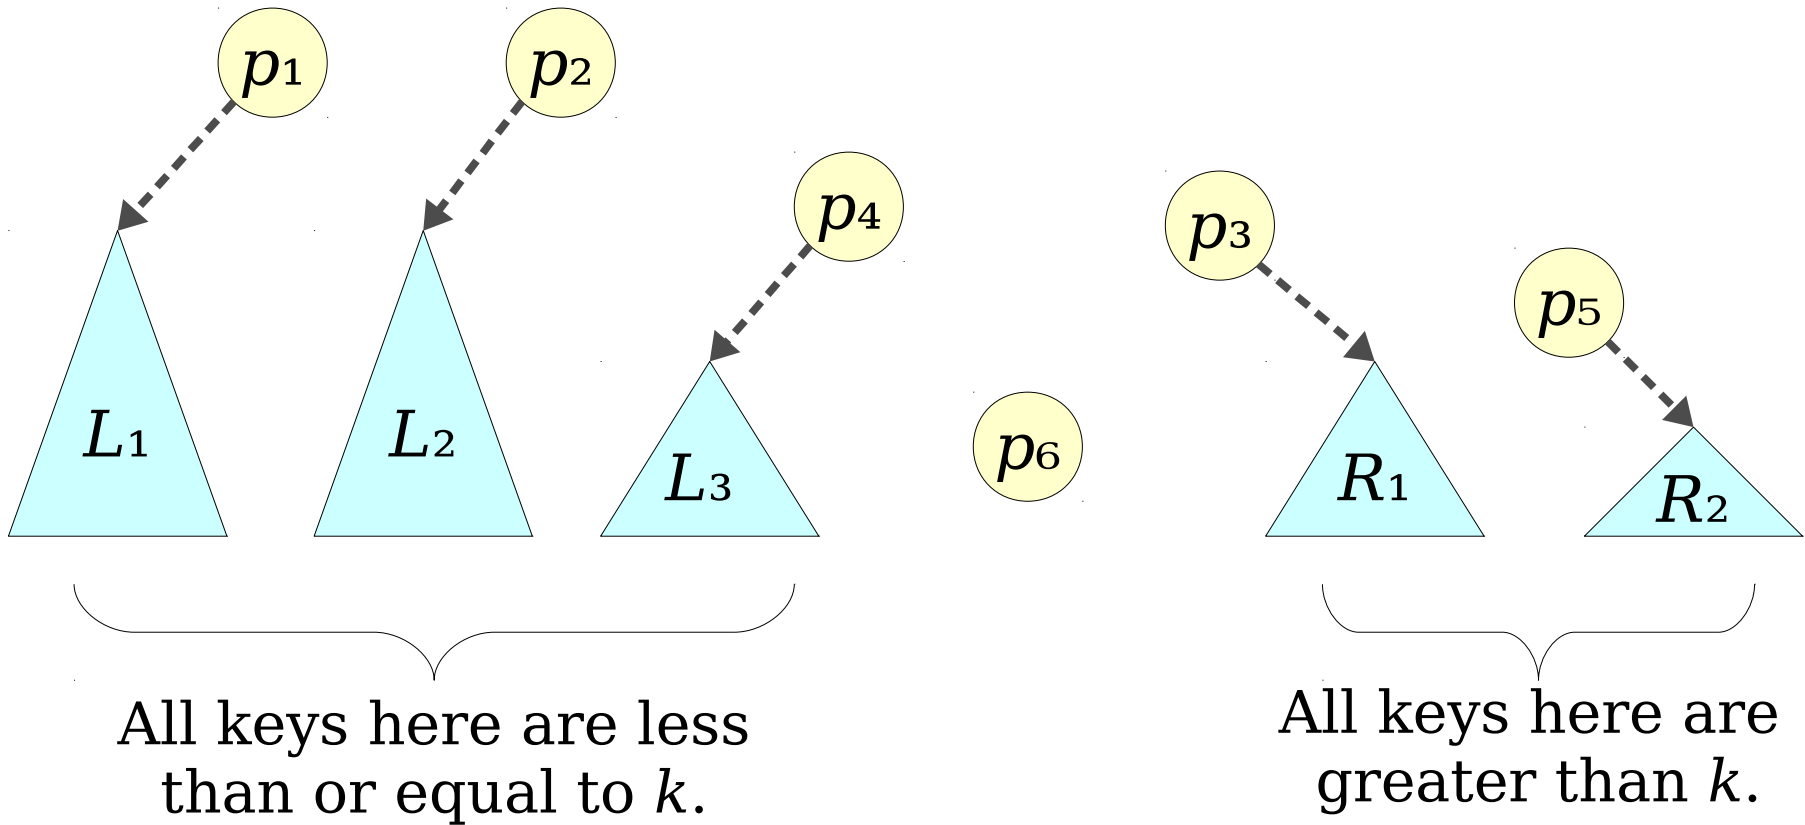 p₁
p₂
p₄
p₃
p₅
p₆
L₁
L₂
L₃
R₁
R₂
All keys here are less
than or equal to k.
All keys here are
greater than k.